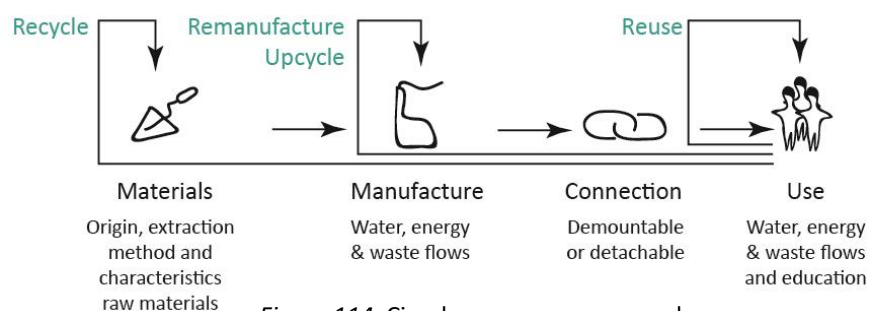 Recycle
Remanufacture
Upcycle
Reuse
Materials
Origin, extraction
method and
characteristics
raw materials
Manufacture
Water, energy
& waste flows
Connection
Demountable
or detachable
Use
Water, energy
& waste flows
and education